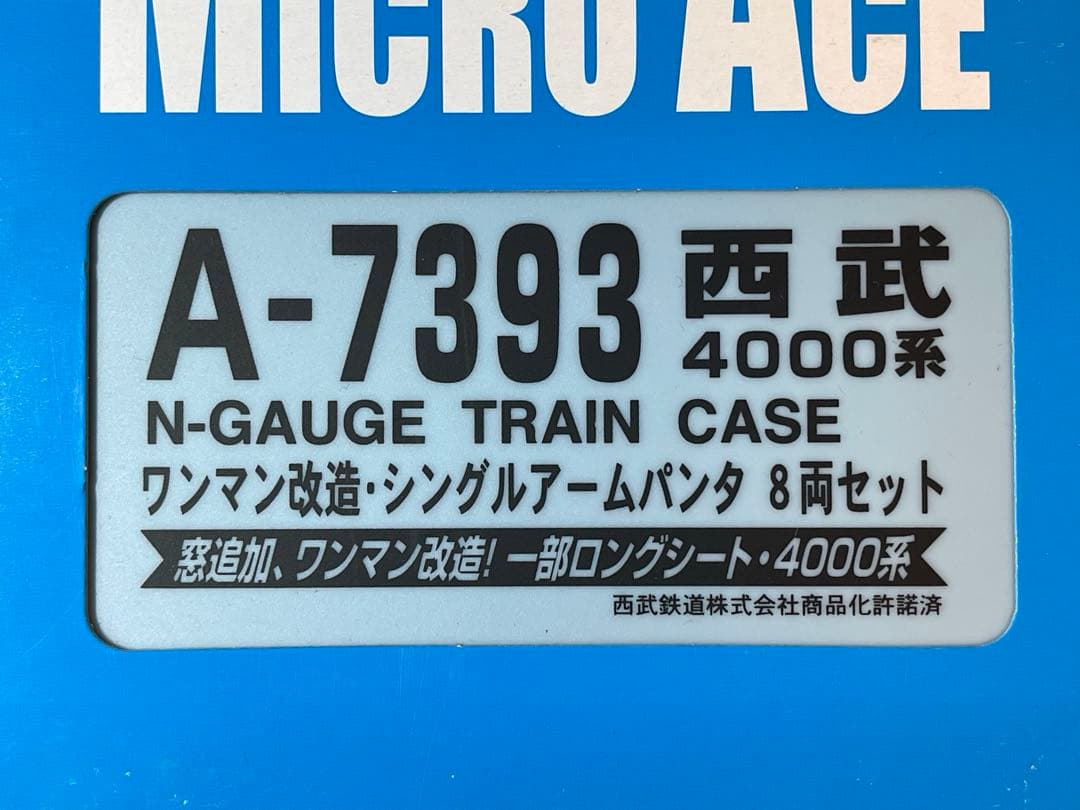 MICRO ACE
A-7393 西武
4000系
N-GAUGE TRAIN CASE
ワンマン改造・シングルアームパンタ 8両セット
窓追加、ワンマン改造! 一部ロングシート・4000系
西武鉄道株式会社商品化許諾済